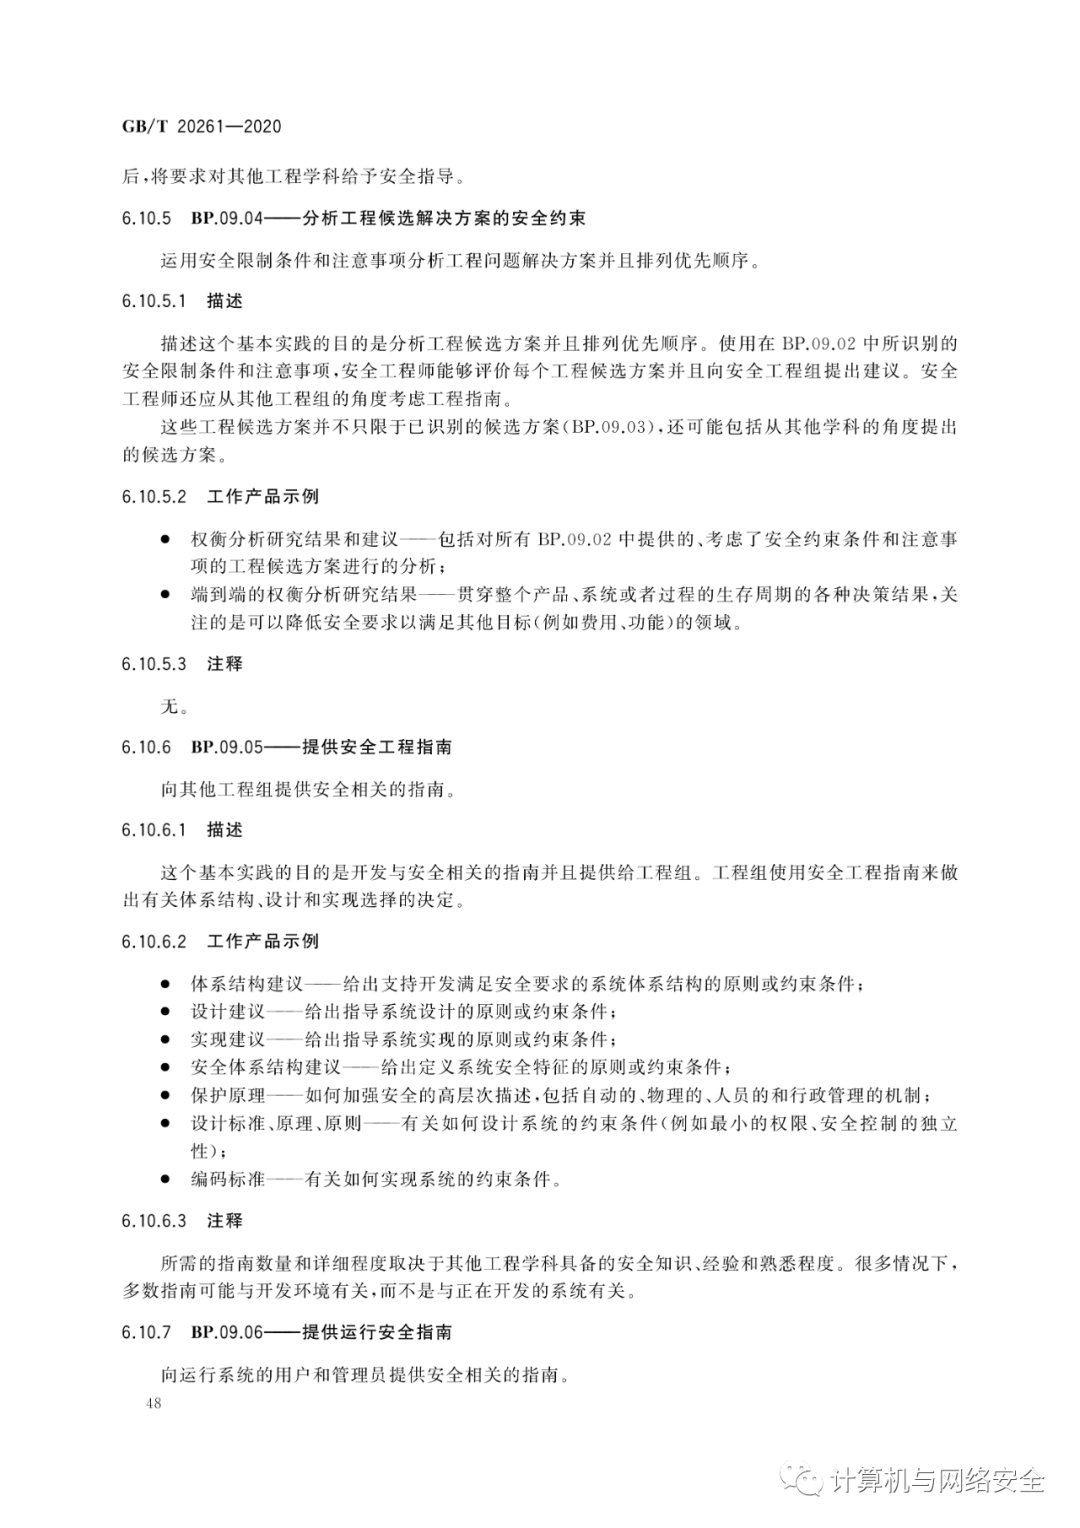 GB/T 20261—2020
后,将要求对其他工程学科给予安全指导。
6.10.5 BP.09.04——分析工程候选解决方案的安全约束
运用安全限制条件和注意事项分析工程问题解决方案并且排列优先顺序。
6.10.5.1 描述
描述这个基本实践的目的是分析工程候选方案并且排列优先顺序。使用在 BP.09.02 中所识别的
安全限制条件和注意事项,安全工程师能够评价每个工程候选方案并且向安全工程组提出建议。安全
工程师还应从其他工程组的角度考虑工程指南。
这些工程候选方案并不只限于已识别的候选方案(BP.09.03),还可能包括从其他学科的角度提出
的候选方案。
6.10.5.2 工作产品示例
● 权衡分析研究结果和建议——包括对所有 BP.09.02 中提供的、考虑了安全约束条件和注意事
项的工程候选方案进行的分析;
● 端到端的权衡分析研究结果——贯穿整个产品、系统或者过程的生存周期的各种决策结果,关
注的是可以降低安全要求以满足其他目标(例如费用、功能)的领域。
6.10.5.3 注释
无。
6.10.6 BP.09.05——提供安全工程指南
向其他工程组提供安全相关的指南。
6.10.6.1 描述
这个基本实践的目的是开发与安全相关的指南并且提供给工程组。工程组使用安全工程指南来做
出有关体系结构、设计和实现选择的决定。
6.10.6.2 工作产品示例
● 体系结构建议——给出支持开发满足安全要求的系统体系结构的原则或约束条件;
● 设计建议——给出指导系统设计的原则或约束条件;
● 实现建议——给出指导系统实现的原则或约束条件;
● 安全体系结构建议——给出定义系统安全特征的原则或约束条件;
● 保护原理——如何加强安全的高层次描述,包括自动的、物理的、人员的和行政管理的机制;
● 设计标准、原理、原则——有关如何设计系统的约束条件(例如最小的权限、安全控制的独立
性);
● 编码标准——有关如何实现系统的约束条件。
6.10.6.3 注释
所需的指南数量和详细程度取决于其他工程学科具备的安全知识、经验和熟悉程度。很多情况下,
多数指南可能与开发环境有关,而不是与正在开发的系统有关。
6.10.7 BP.09.06——提供运行安全指南
向运行系统的用户和管理员提供安全相关的指南。
48
计算机与网络安全